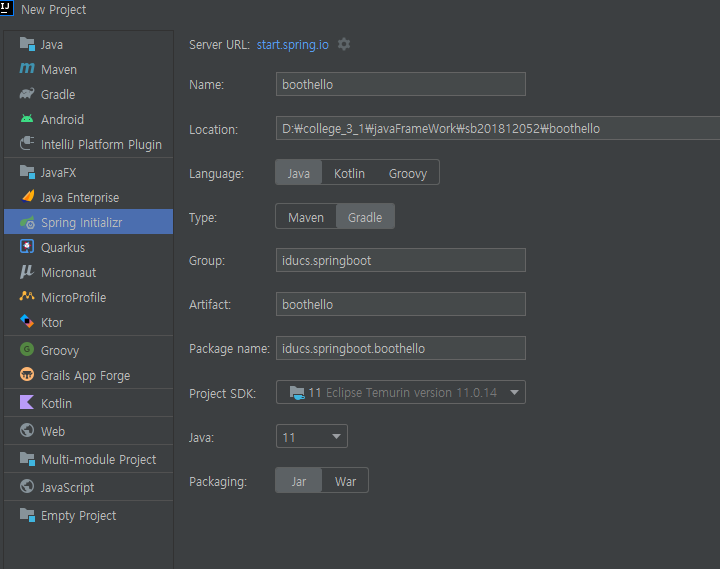 IJ New Project
Java
Maven
Gradle
Android
IntelliJ Platform Plugin
JavaFX
Java Enterprise
Spring Initializr
Quarkus
Micronaut
MicroProfile
Ktor
Groovy
Grails App Forge
Kotlin
Web
Multi-module Project
JavaScript
Empty Project
Server URL: start.spring.io
Name: boothello
Location: D:₩college_3_1₩javaFrameWork₩sb201812052₩boothello
Language: Java Kotlin Groovy
Type: Maven Gradle
Group: iducs.springboot
Artifact: boothello
Package name: iducs.springboot.boothello
Project SDK: 11 Eclipse Temurin version 11.0.14
Java: 11
Packaging: Jar War